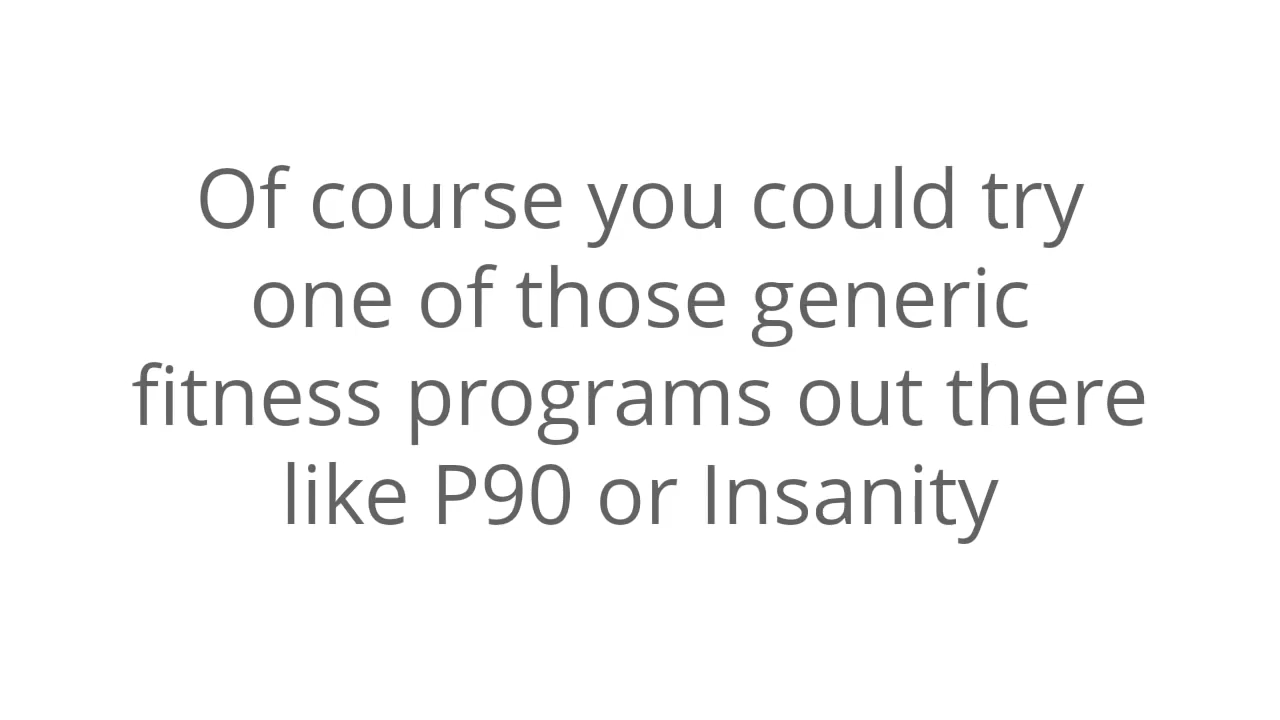 Of course you could try
one of those generic
fitness programs out there
like P90 or Insanity